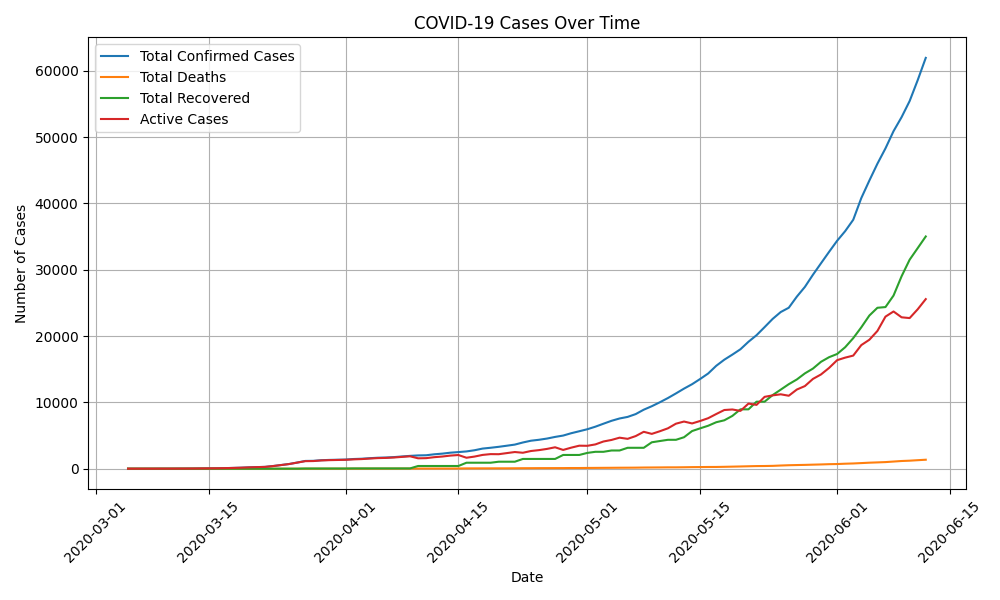 COVID-19 Cases Over Time
Total Confirmed Cases
Total Deaths
Total Recovered
Active Cases
Number of Cases
60000
50000
40000
30000
20000
10000
0
2020-03-01
2020-03-15
2020-04-01
2020-04-15
2020-05-01
2020-05-15
2020-06-01
2020-06-15
Date